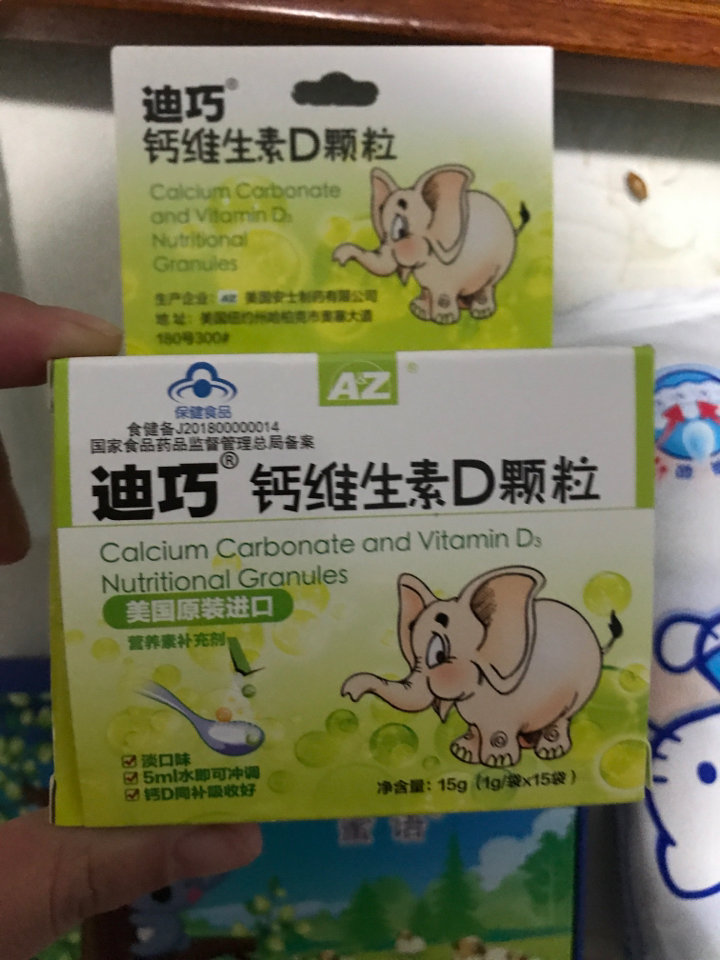 迪巧®
钙维生素D颗粒
Calcium Carbonate
and Vitamin D₃
Nutritional
Granules
生产企业：AZ 美国安士制药有限公司
地 址：美国纽约州哈帕克市奥塞大道
180号300#
A&Z®
保健食品
食健备J201800000014
国家食品药品监督管理总局备案
迪巧® 钙维生素D颗粒
Calcium Carbonate and Vitamin D₃
Nutritional Granules
美国原装进口
营养素补充剂
淡口味
5ml水即可冲调
钙D同补吸收好
净含量：15g（1g/袋x15袋）